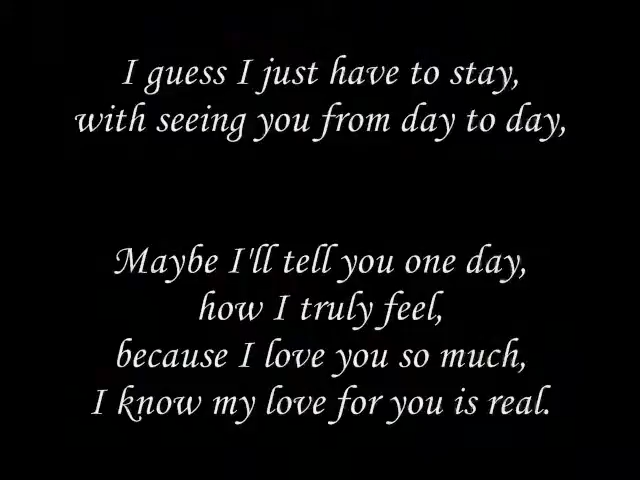 I guess I just have to stay,
with seeing you from day to day,
Maybe I'll tell you one day,
how I truly feel,
because I love you so much,
I know my love for you is real.